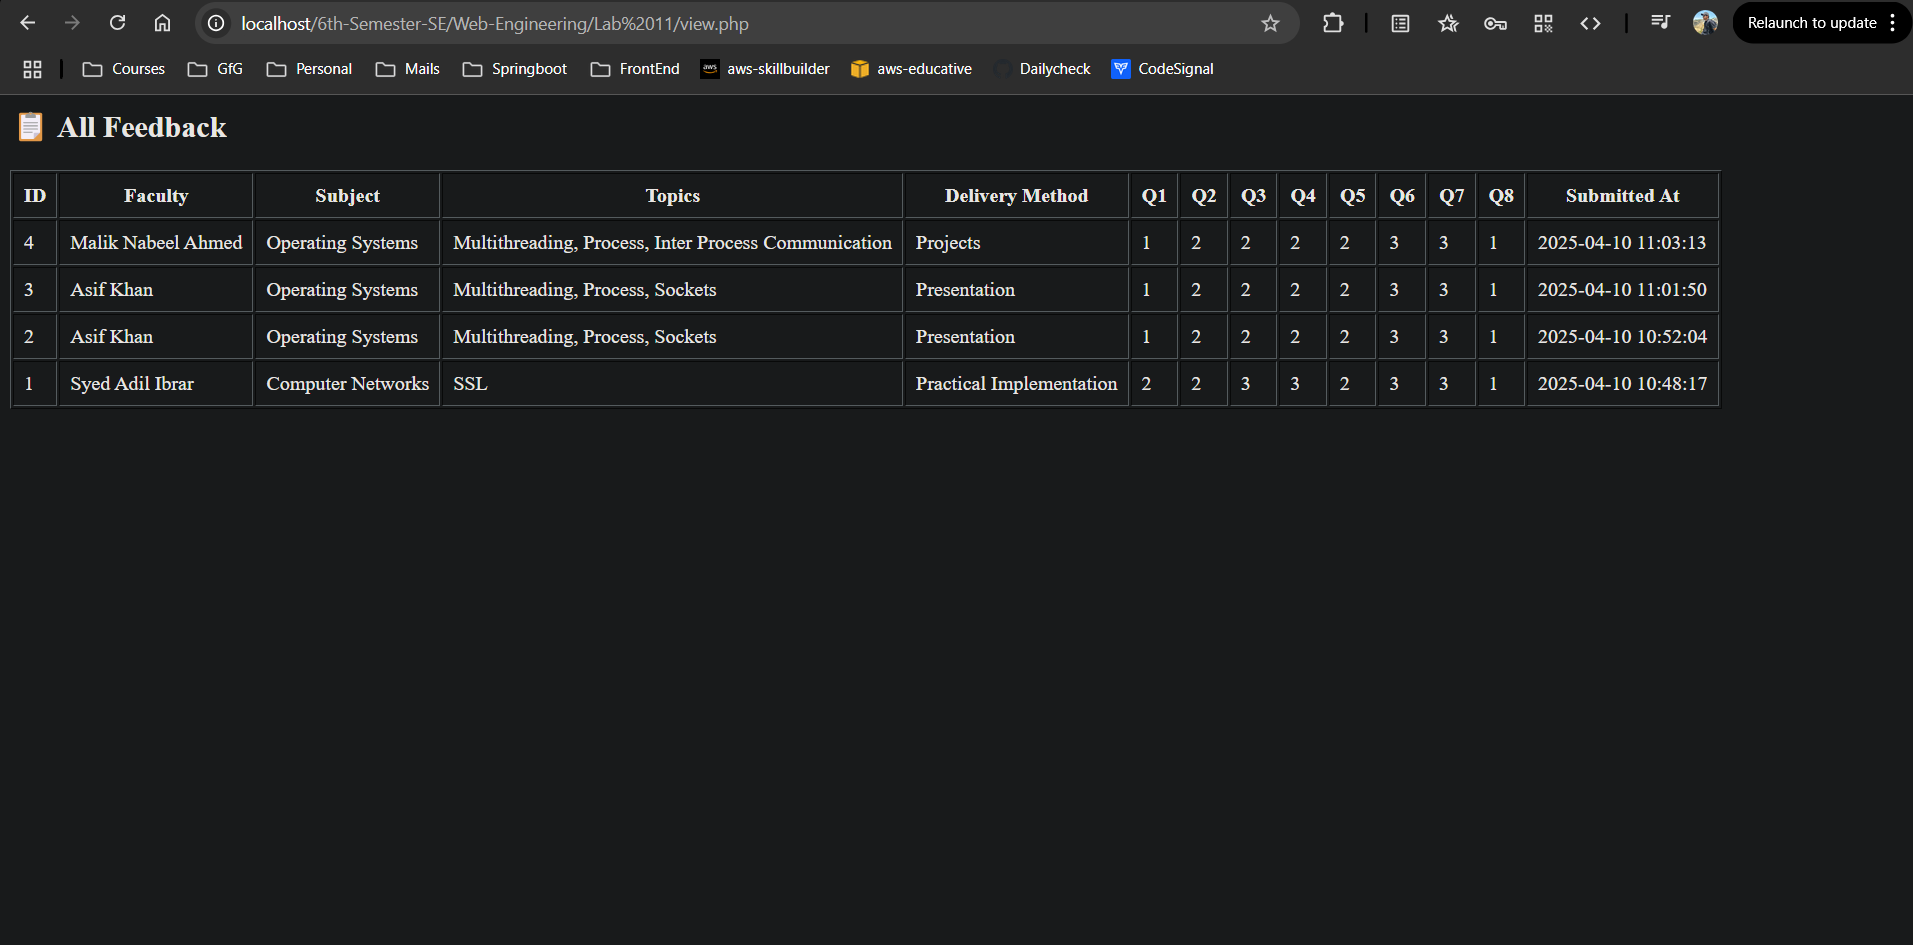 localhost/6th-Semester-SE/Web-Engineering/Lab%2011/view.php Relaunch to update
Courses GfG Personal Mails Springboot FrontEnd aws aws-skillbuilder aws-educative Dailycheck CodeSignal
All Feedback
ID Faculty Subject Topics Delivery Method Q1 Q2 Q3 Q4 Q5 Q6 Q7 Q8 Submitted At
4 Malik Nabeel Ahmed Operating Systems Multithreading, Process, Inter Process Communication Projects 1 2 2 2 2 3 3 1 2025-04-10 11:03:13
3 Asif Khan Operating Systems Multithreading, Process, Sockets Presentation 1 2 2 2 2 3 3 1 2025-04-10 11:01:50
2 Asif Khan Operating Systems Multithreading, Process, Sockets Presentation 1 2 2 2 2 3 3 1 2025-04-10 10:52:04
1 Syed Adil Ibrar Computer Networks SSL Practical Implementation 2 2 3 3 2 3 3 1 2025-04-10 10:48:17